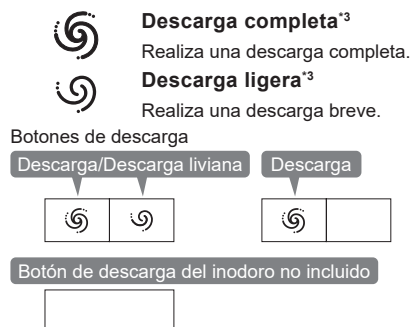 Descarga completa*3
Realiza una descarga completa.
Descarga ligera*3
Realiza una descarga breve.
Botones de descarga
Descarga/Descarga liviana
Descarga
Botón de descarga del inodoro no incluido